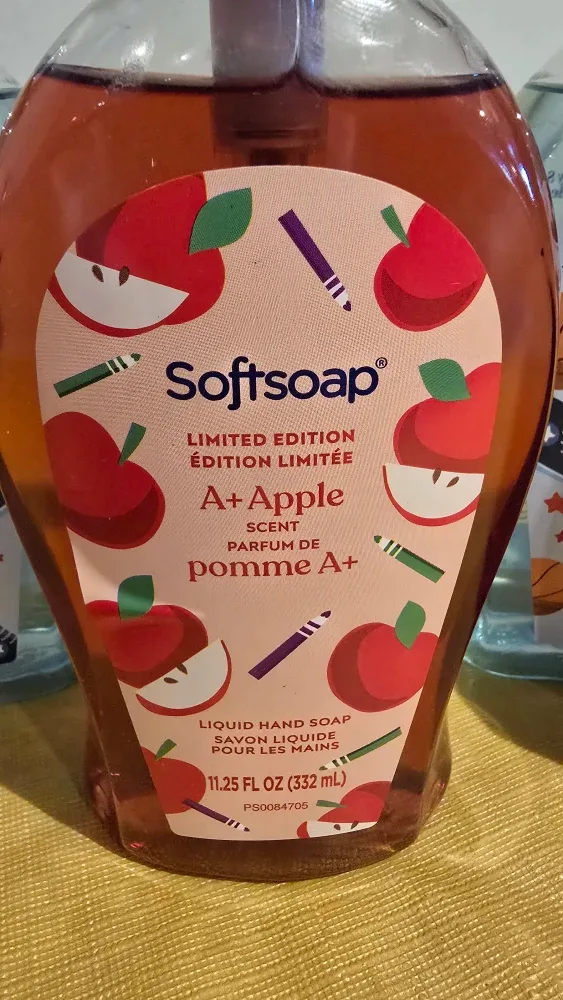 Softsoap®
LIMITED EDITION
ÉDITION LIMITÉE
A+ Apple
SCENT
PARFUM DE
pomme A+
LIQUID HAND SOAP
SAVON LIQUIDE
POUR LES MAINS
11.25 FL OZ (332 mL)
PS0084705